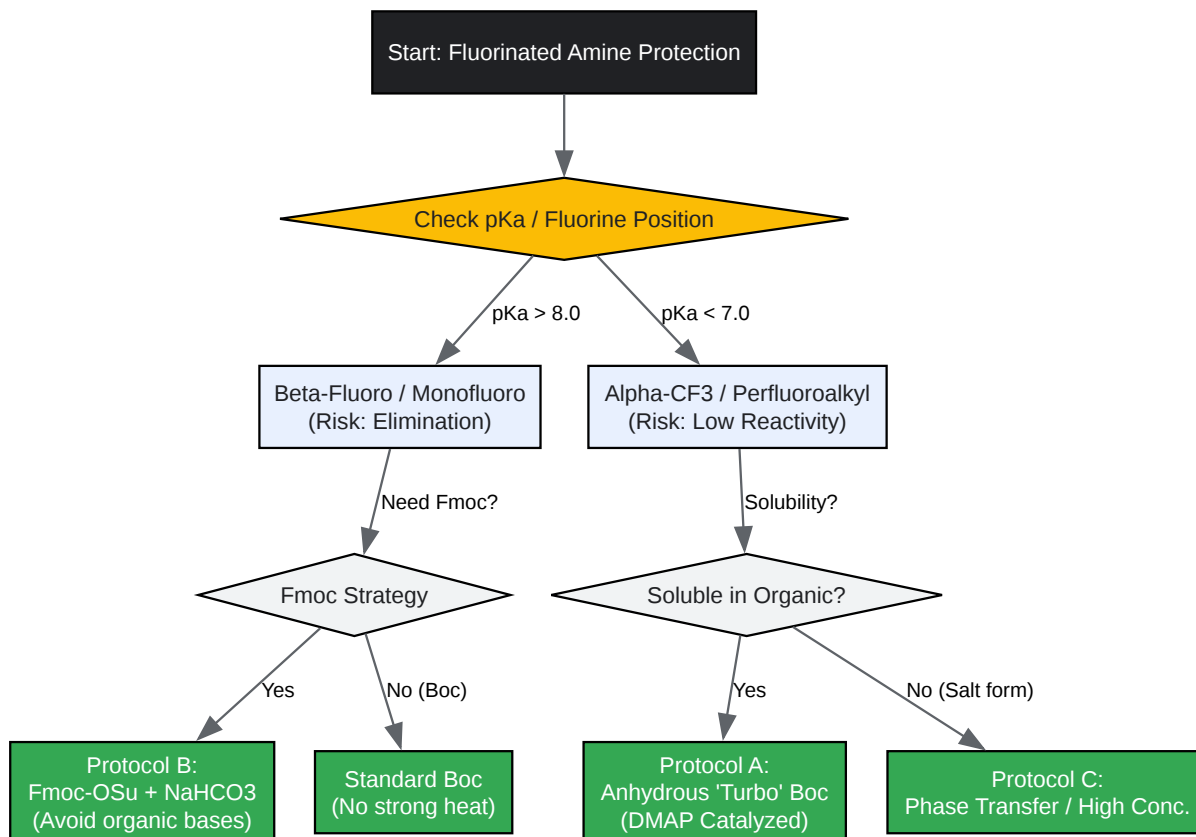 Start: Fluorinated Amine Protection
Check pKa / Fluorine Position
pKa > 8.0
pKa < 7.0
Beta-Fluoro / Monofluoro
(Risk: Elimination)
Alpha-CF3 / Perfluoroalkyl
(Risk: Low Reactivity)
Need Fmoc?
Solubility?
Fmoc Strategy
Soluble in Organic?
Yes
No (Boc)
Yes
No (Salt form)
Protocol B:
Fmoc-OSu + NaHCO3
(Avoid organic bases)
Standard Boc
(No strong heat)
Protocol A:
Anhydrous 'Turbo' Boc
(DMAP Catalyzed)
Protocol C:
Phase Transfer / High Conc.